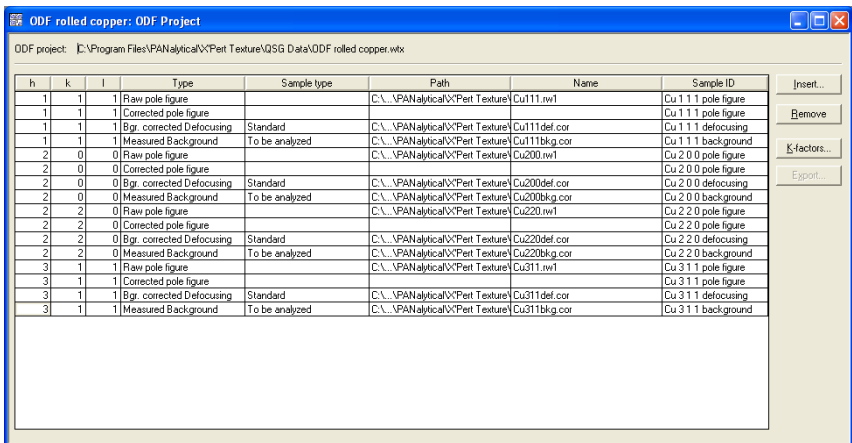 ODF rolled copper: ODF Project
ODF project: C:\Program Files\PANalytical\X'Pert Texture\QSG Data\ODF rolled copper.wtx
h k l Type Sample type Path Name Sample ID
1 1 1 Raw pole figure C:\...\PANalytical\X'Pert Texture\ Cu111.rw1 Cu 1 1 1 pole figure
1 1 1 Corrected pole figure Cu 1 1 1 pole figure
1 1 1 Bgr. corrected Defocusing Standard C:\...\PANalytical\X'Pert Texture\ Cu111def.cor Cu 1 1 1 defocusing
1 1 1 Measured Background To be analyzed C:\...\PANalytical\X'Pert Texture\ Cu111bkg.cor Cu 1 1 1 background
2 0 0 Raw pole figure C:\...\PANalytical\X'Pert Texture\ Cu200.rw1 Cu 2 0 0 pole figure
2 0 0 Corrected pole figure Cu 2 0 0 pole figure
2 0 0 Bgr. corrected Defocusing Standard C:\...\PANalytical\X'Pert Texture\ Cu200def.cor Cu 2 0 0 defocusing
2 0 0 Measured Background To be analyzed C:\...\PANalytical\X'Pert Texture\ Cu200bkg.cor Cu 2 0 0 background
2 2 0 Raw pole figure C:\...\PANalytical\X'Pert Texture\ Cu220.rw1 Cu 2 2 0 pole figure
2 2 0 Corrected pole figure Cu 2 2 0 pole figure
2 2 0 Bgr. corrected Defocusing Standard C:\...\PANalytical\X'Pert Texture\ Cu220def.cor Cu 2 2 0 defocusing
2 2 0 Measured Background To be analyzed C:\...\PANalytical\X'Pert Texture\ Cu220bkg.cor Cu 2 2 0 background
3 1 1 Raw pole figure C:\...\PANalytical\X'Pert Texture\ Cu311.rw1 Cu 3 1 1 pole figure
3 1 1 Corrected pole figure Cu 3 1 1 pole figure
3 1 1 Bgr. corrected Defocusing Standard C:\...\PANalytical\X'Pert Texture\ Cu311def.cor Cu 3 1 1 defocusing
3 1 1 Measured Background To be analyzed C:\...\PANalytical\X'Pert Texture\ Cu311bkg.cor Cu 3 1 1 background
Insert...
Remove
K-factors...
Export...